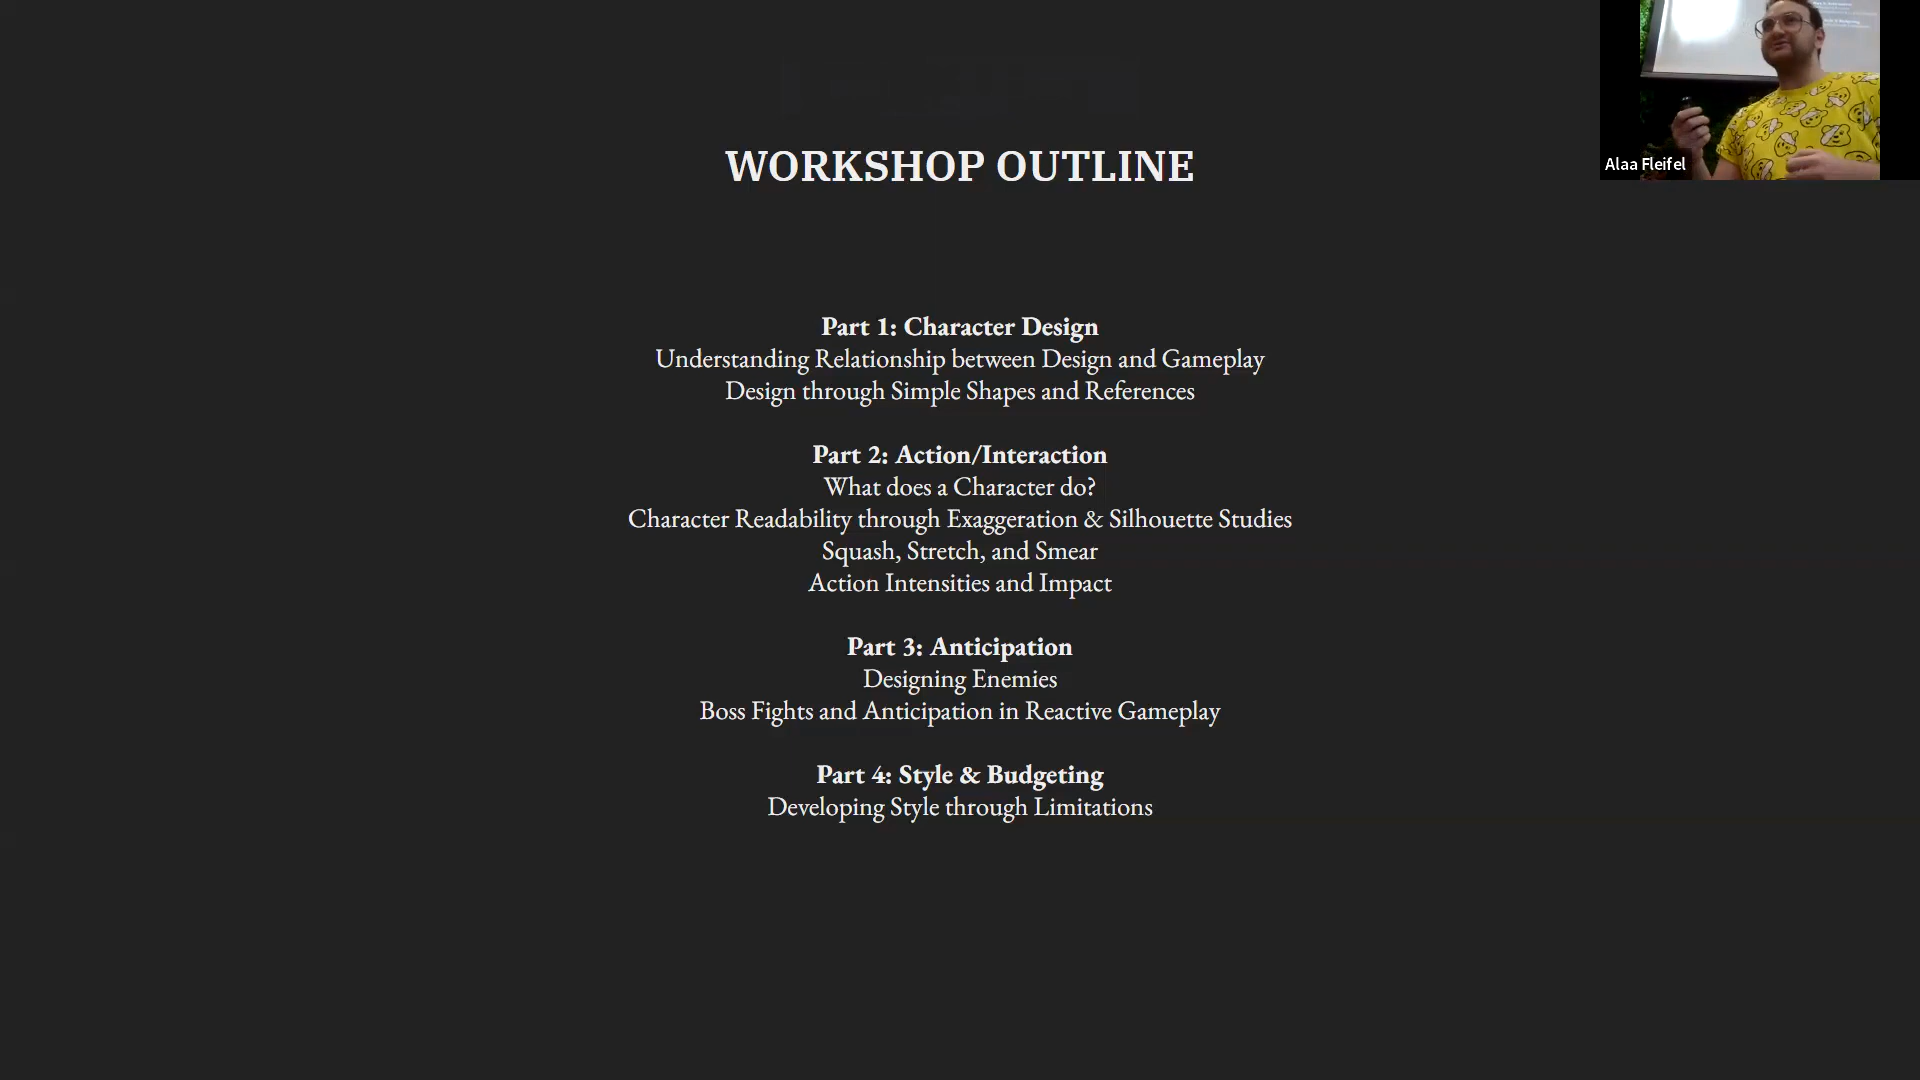 WORKSHOP OUTLINE
Part 1: Character Design
Understanding Relationship between Design and Gameplay
Design through Simple Shapes and References
Part 2: Action/Interaction
What does a Character do?
Character Readability through Exaggeration & Silhouette Studies
Squash, Stretch, and Smear
Action Intensities and Impact
Part 3: Anticipation
Designing Enemies
Boss Fights and Anticipation in Reactive Gameplay
Part 4: Style & Budgeting
Developing Style through Limitations
Alaa Fleifel